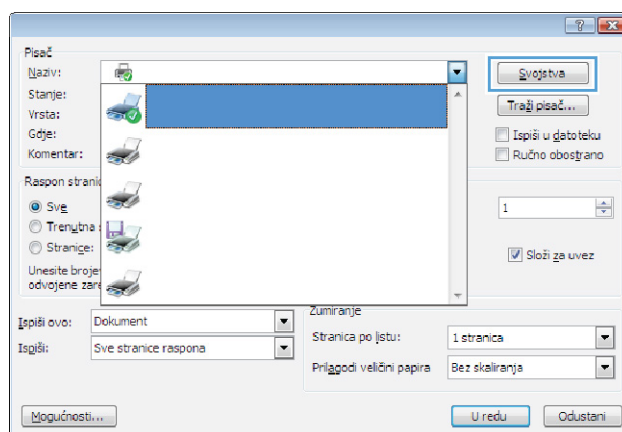 Pisač
Naziv:
Svojstva
Stanje:
Vrsta:
Traži pisač...
Gdje:
Ispiši u datoteku
Komentar:
Ručno obostrano
Raspon stranic
Sve
1
Trenutna
Stranice:
Složi za uvez
Unesite broje
odvojene zare
Zumiranje
Ispiši ovo: Dokument
Stranica po listu: 1 stranica
Ispiši: Sve stranice raspona
Prilagodi veličini papira Bez skaliranja
Mogućnosti...
U redu
Odustani